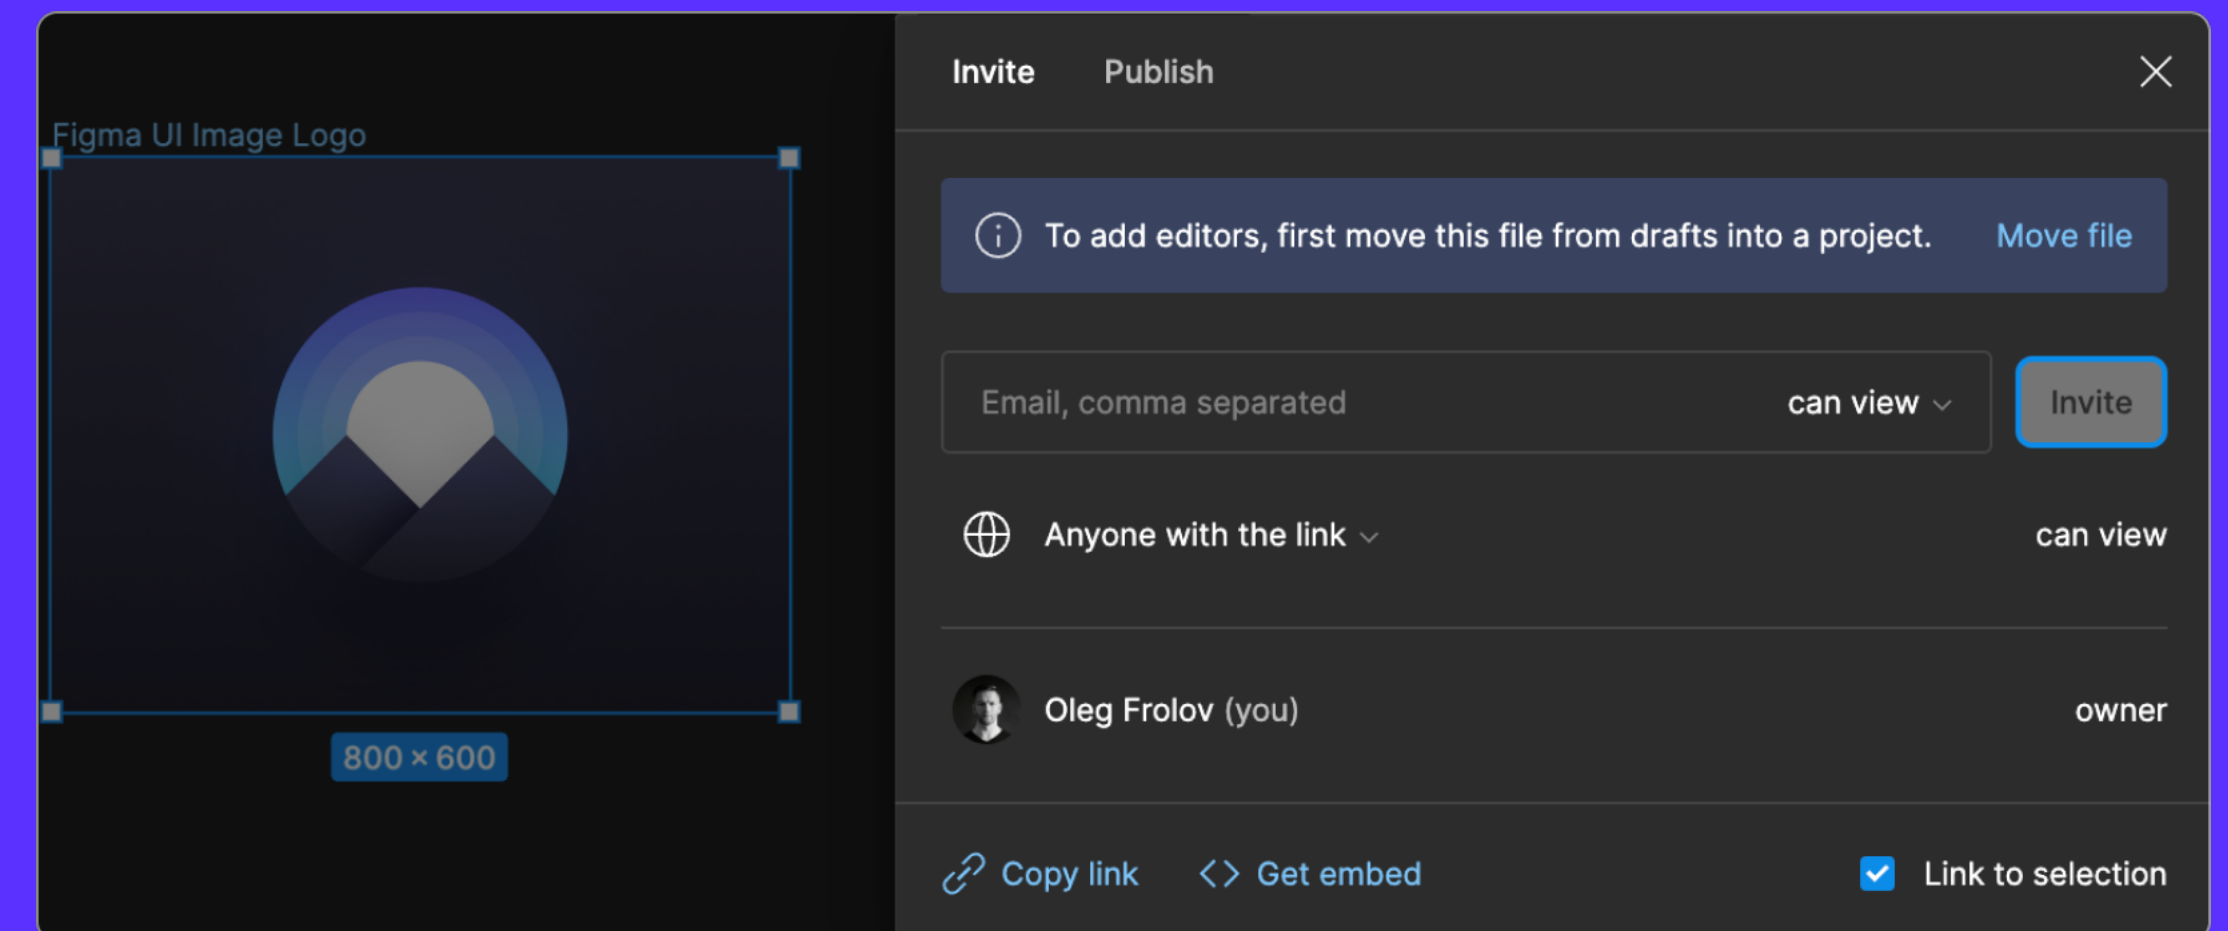 Invite Publish
Figma UI Image Logo
To add editors, first move this file from drafts into a project. Move file
Email, comma separated can view Invite
Anyone with the link can view
Oleg Frolov (you) owner
800 × 600
Copy link Get embed Link to selection